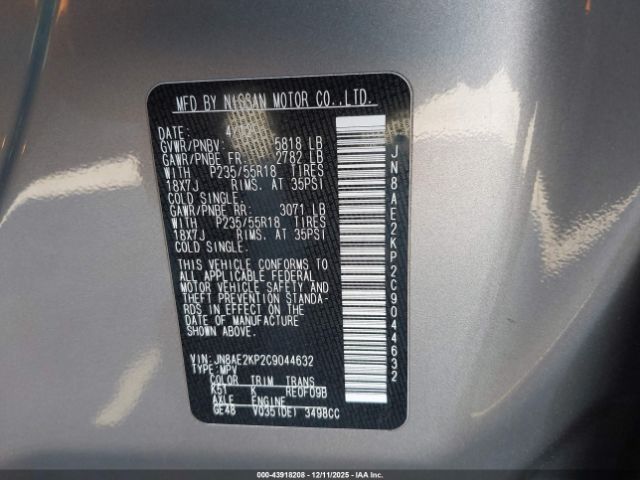 MFD BY NISSAN MOTOR CO.,LTD.
DATE:
GVWR/PNBV: 5818 LB
GAWR/PNBE FR: 2782 LB
WITH P235/55R18 TIRES
18X7J RIMS. AT 35PSI
COLD SINGLE.
GAWR/PNBE RR: 3071 LB
WITH P235/55R18 TIRES
18X7J RIMS. AT 35PSI
COLD SINGLE.
THIS VEHICLE CONFORMS TO
ALL APPLICABLE FEDERAL
MOTOR VEHICLE SAFETY AND
THEFT PREVENTION STANDA-
RDS IN EFFECT ON THE
DATE OF MANUFACTURE
SHOWN ABOVE.
VIN: JN8AE2KP2C9044632
TYPE: MPV
COLOR TRIM TRANS
K51 K RE0F09B
AXLE ENGINE
GE48 VQ35(DE) 3498CC
JN8AE2KP2C9044632
000-43918208 - 12/11/2025 - COPYRIGHT IAA, LLC.